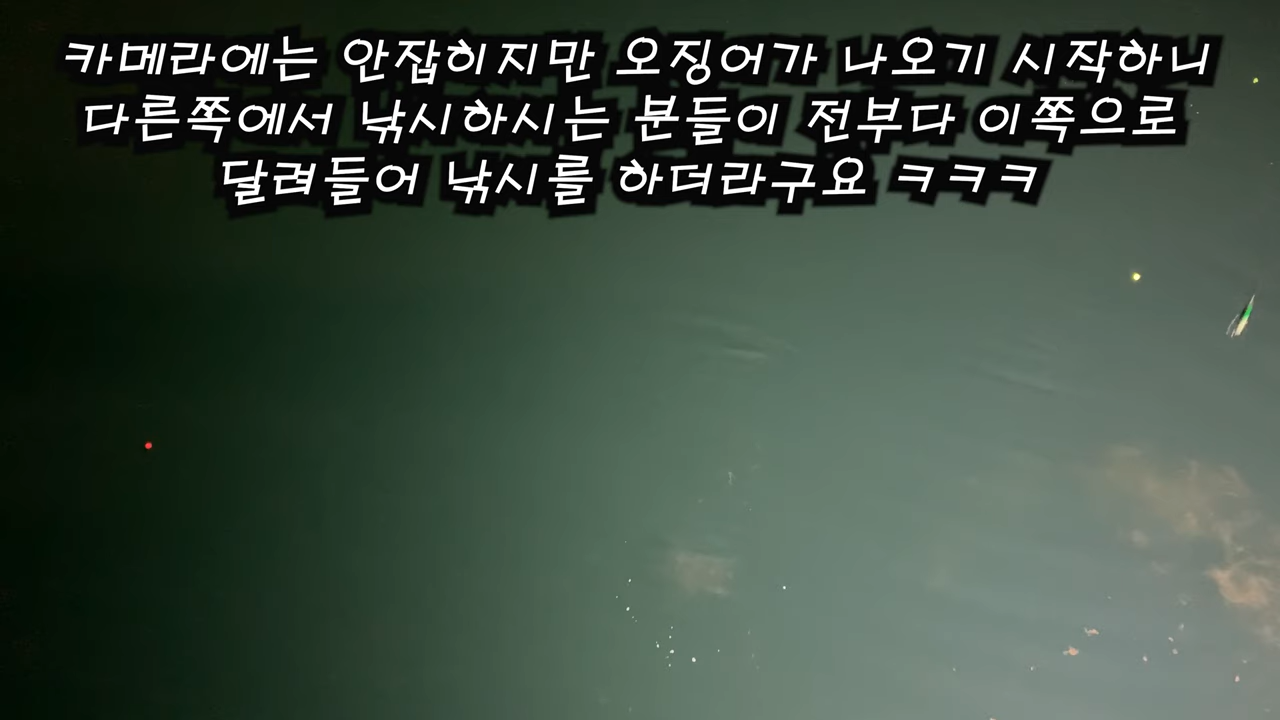 카메라에는 안잡히지만 오징어가 나오기 시작하니
다른쪽에서 낚시하시는 분들이 전부다 이쪽으로
달려들어 낚시를 하더라구요 ㅋㅋㅋ